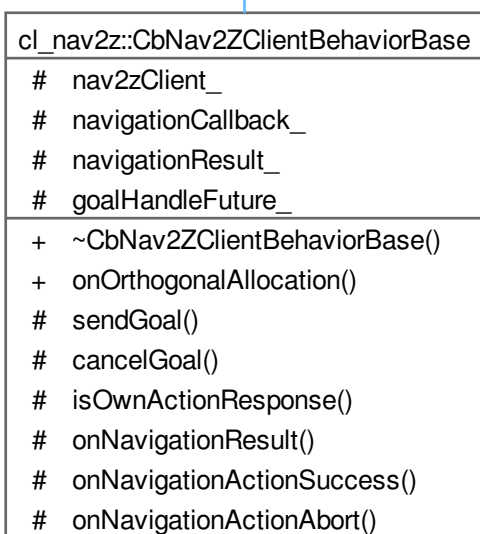 cl_nav2z::CbNav2ZClientBehaviorBase
# nav2zClient_
# navigationCallback_
# navigationResult_
# goalHandleFuture_
+ ~CbNav2ZClientBehaviorBase()
+ onOrthogonalAllocation()
# sendGoal()
# cancelGoal()
# isOwnActionResponse()
# onNavigationResult()
# onNavigationActionSuccess()
# onNavigationActionAbort()